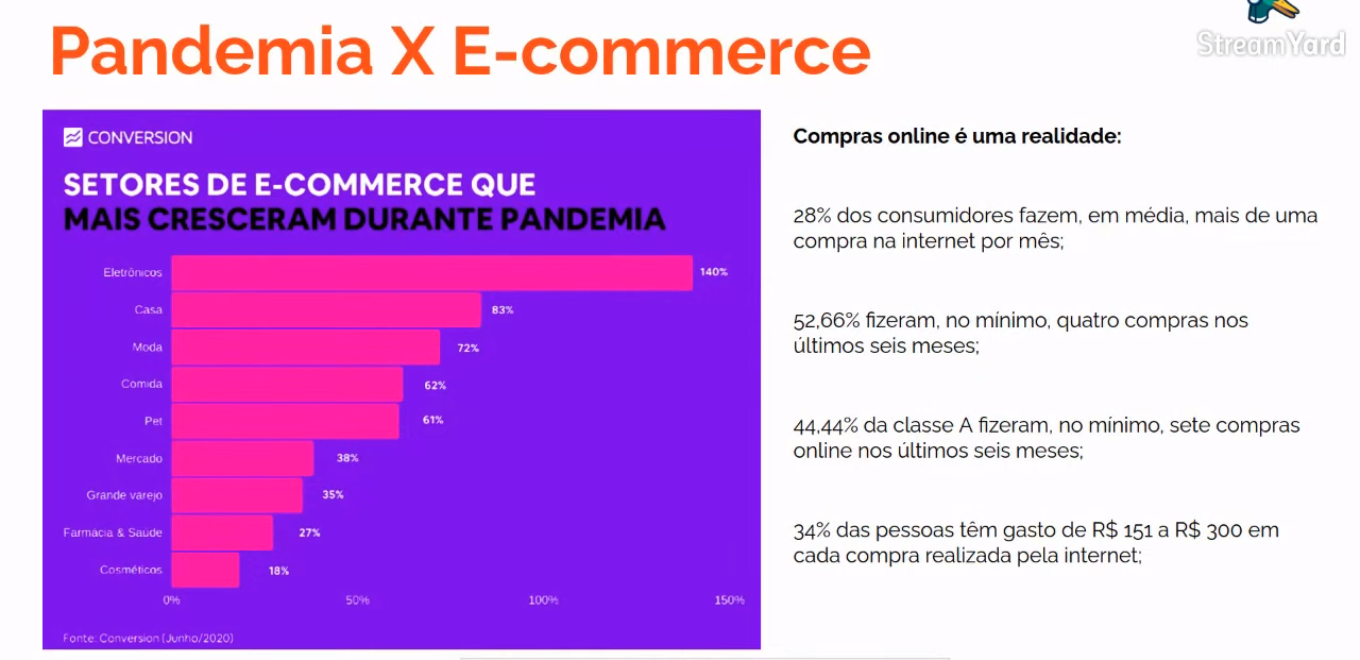 StreamYard
Pandemia X E-commerce
CONVERSION
SETORES DE E-COMMERCE QUE
MAIS CRESCERAM DURANTE PANDEMIA
Eletrônicos 140%
Casa 83%
Moda 72%
Comida 62%
Pet 61%
Mercado 38%
Grande varejo 35%
Farmácia & Saúde 27%
Cosméticos 18%
0% 50% 100% 150%
Fonte: Conversion (Junho/2020)
Compras online é uma realidade:
28% dos consumidores fazem, em média, mais de uma
compra na internet por mês;
52,66% fizeram, no mínimo, quatro compras nos
últimos seis meses;
44,44% da classe A fizeram, no mínimo, sete compras
online nos últimos seis meses;
34% das pessoas têm gasto de R$ 151 a R$ 300 em
cada compra realizada pela internet;